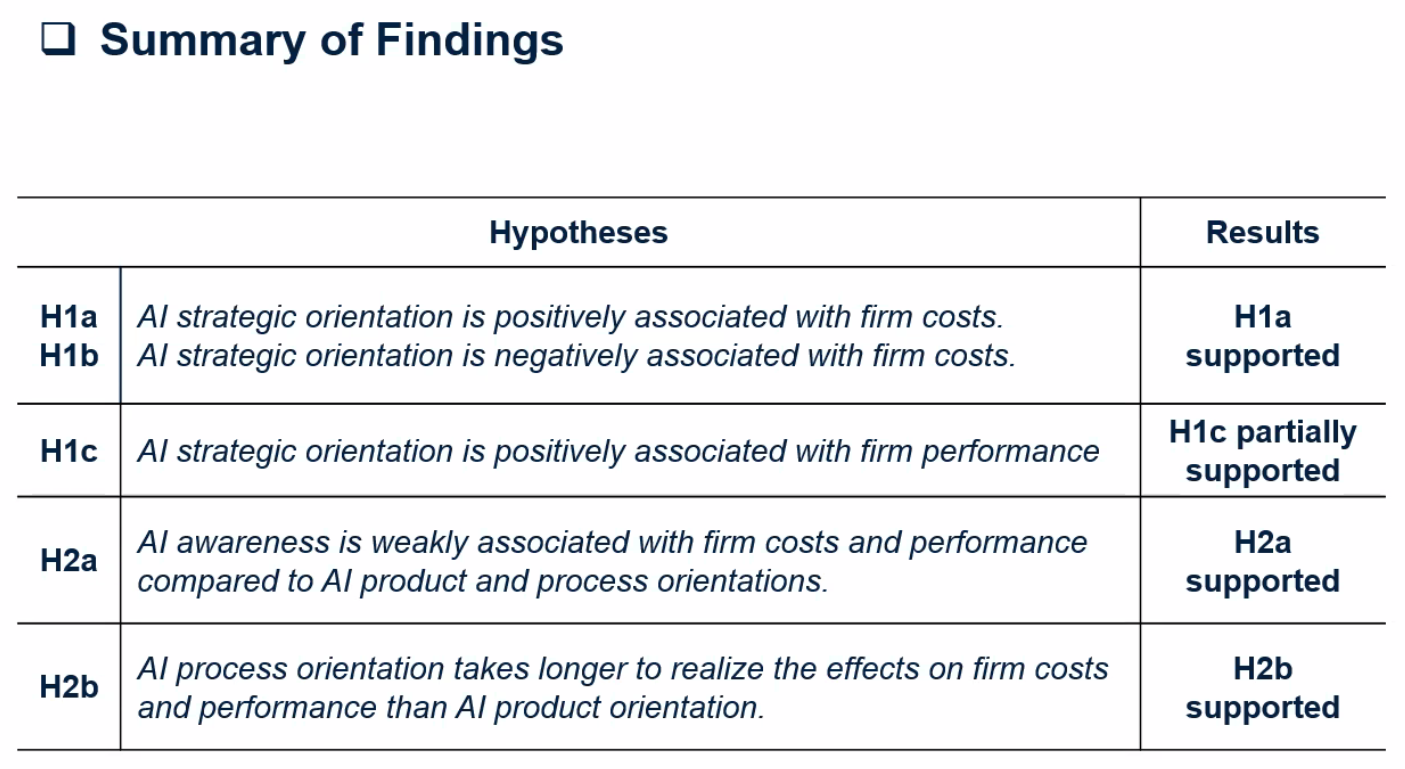 ❑ Summary of Findings
Hypotheses
Results
H1a
H1b
AI strategic orientation is positively associated with firm costs.
AI strategic orientation is negatively associated with firm costs.
H1a
supported
H1c
AI strategic orientation is positively associated with firm performance
H1c partially
supported
H2a
AI awareness is weakly associated with firm costs and performance
compared to AI product and process orientations.
H2a
supported
H2b
AI process orientation takes longer to realize the effects on firm costs
and performance than AI product orientation.
H2b
supported